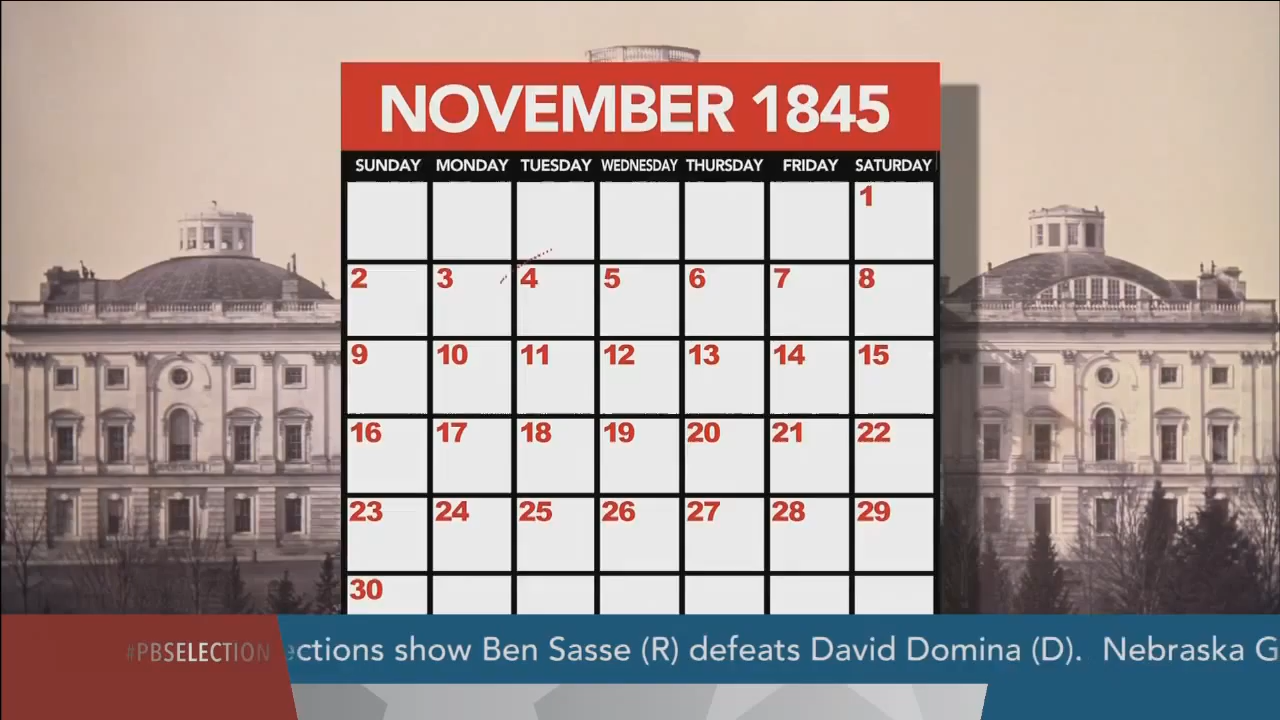 NOVEMBER 1845
SUNDAY MONDAY TUESDAY WEDNESDAY THURSDAY FRIDAY SATURDAY
1
2 3 4 5 6 7 8
9 10 11 12 13 14 15
16 17 18 19 20 21 22
23 24 25 26 27 28 29
30
#PBSELECTION
ections show Ben Sasse (R) defeats David Domina (D). Nebraska G